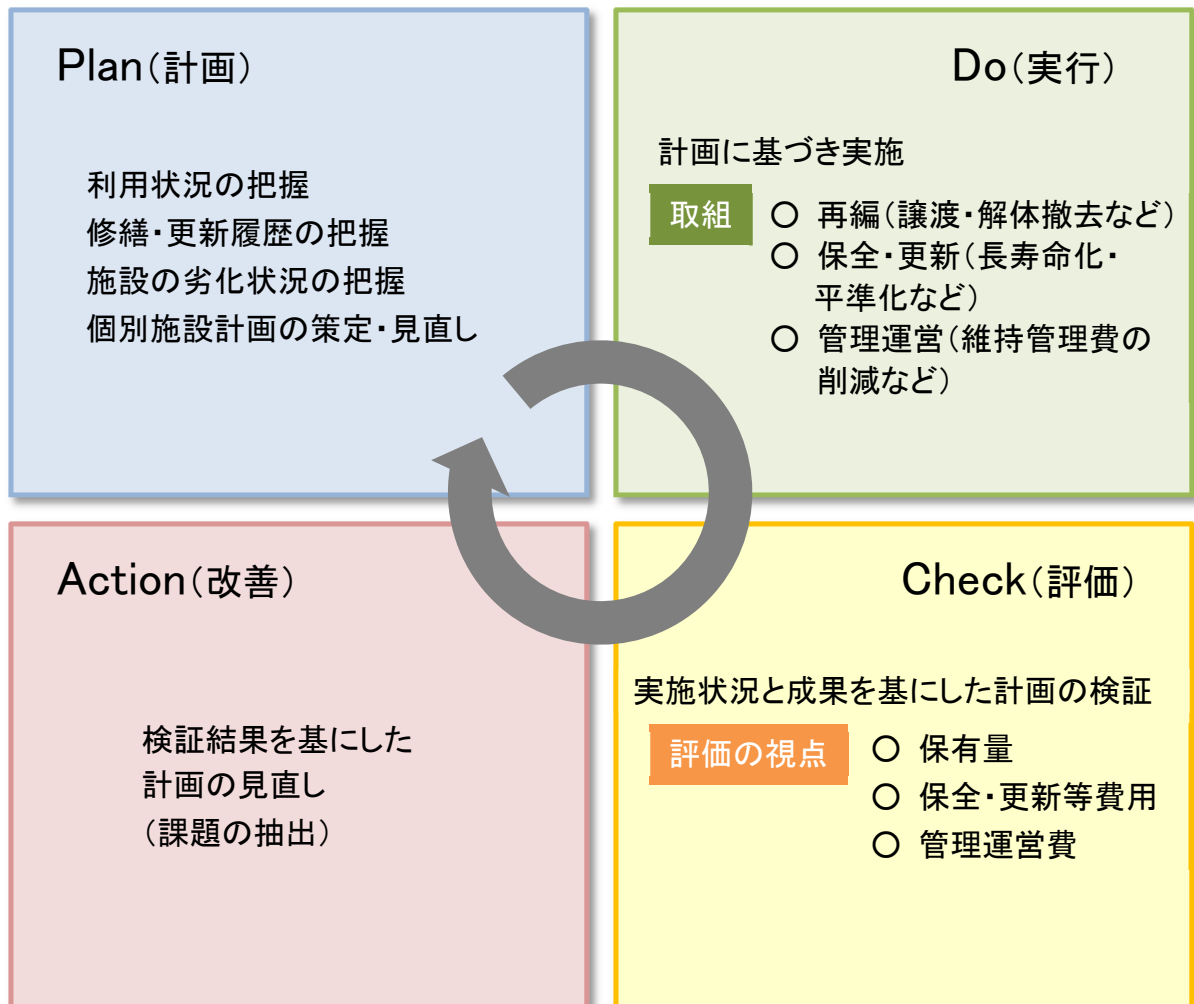 Plan（計画）
利用状況の把握
修繕・更新履歴の把握
施設の劣化状況の把握
個別施設計画の策定・見直し
Do（実行）
計画に基づき実施
取組
○ 再編（譲渡・解体撤去など）
○ 保全・更新（長寿命化・
平準化など）
○ 管理運営（維持管理費の
削減など）
Action（改善）
検証結果を基にした
計画の見直し
（課題の抽出）
Check（評価）
実施状況と成果を基にした計画の検証
評価の視点
○ 保有量
○ 保全・更新等費用
○ 管理運営費